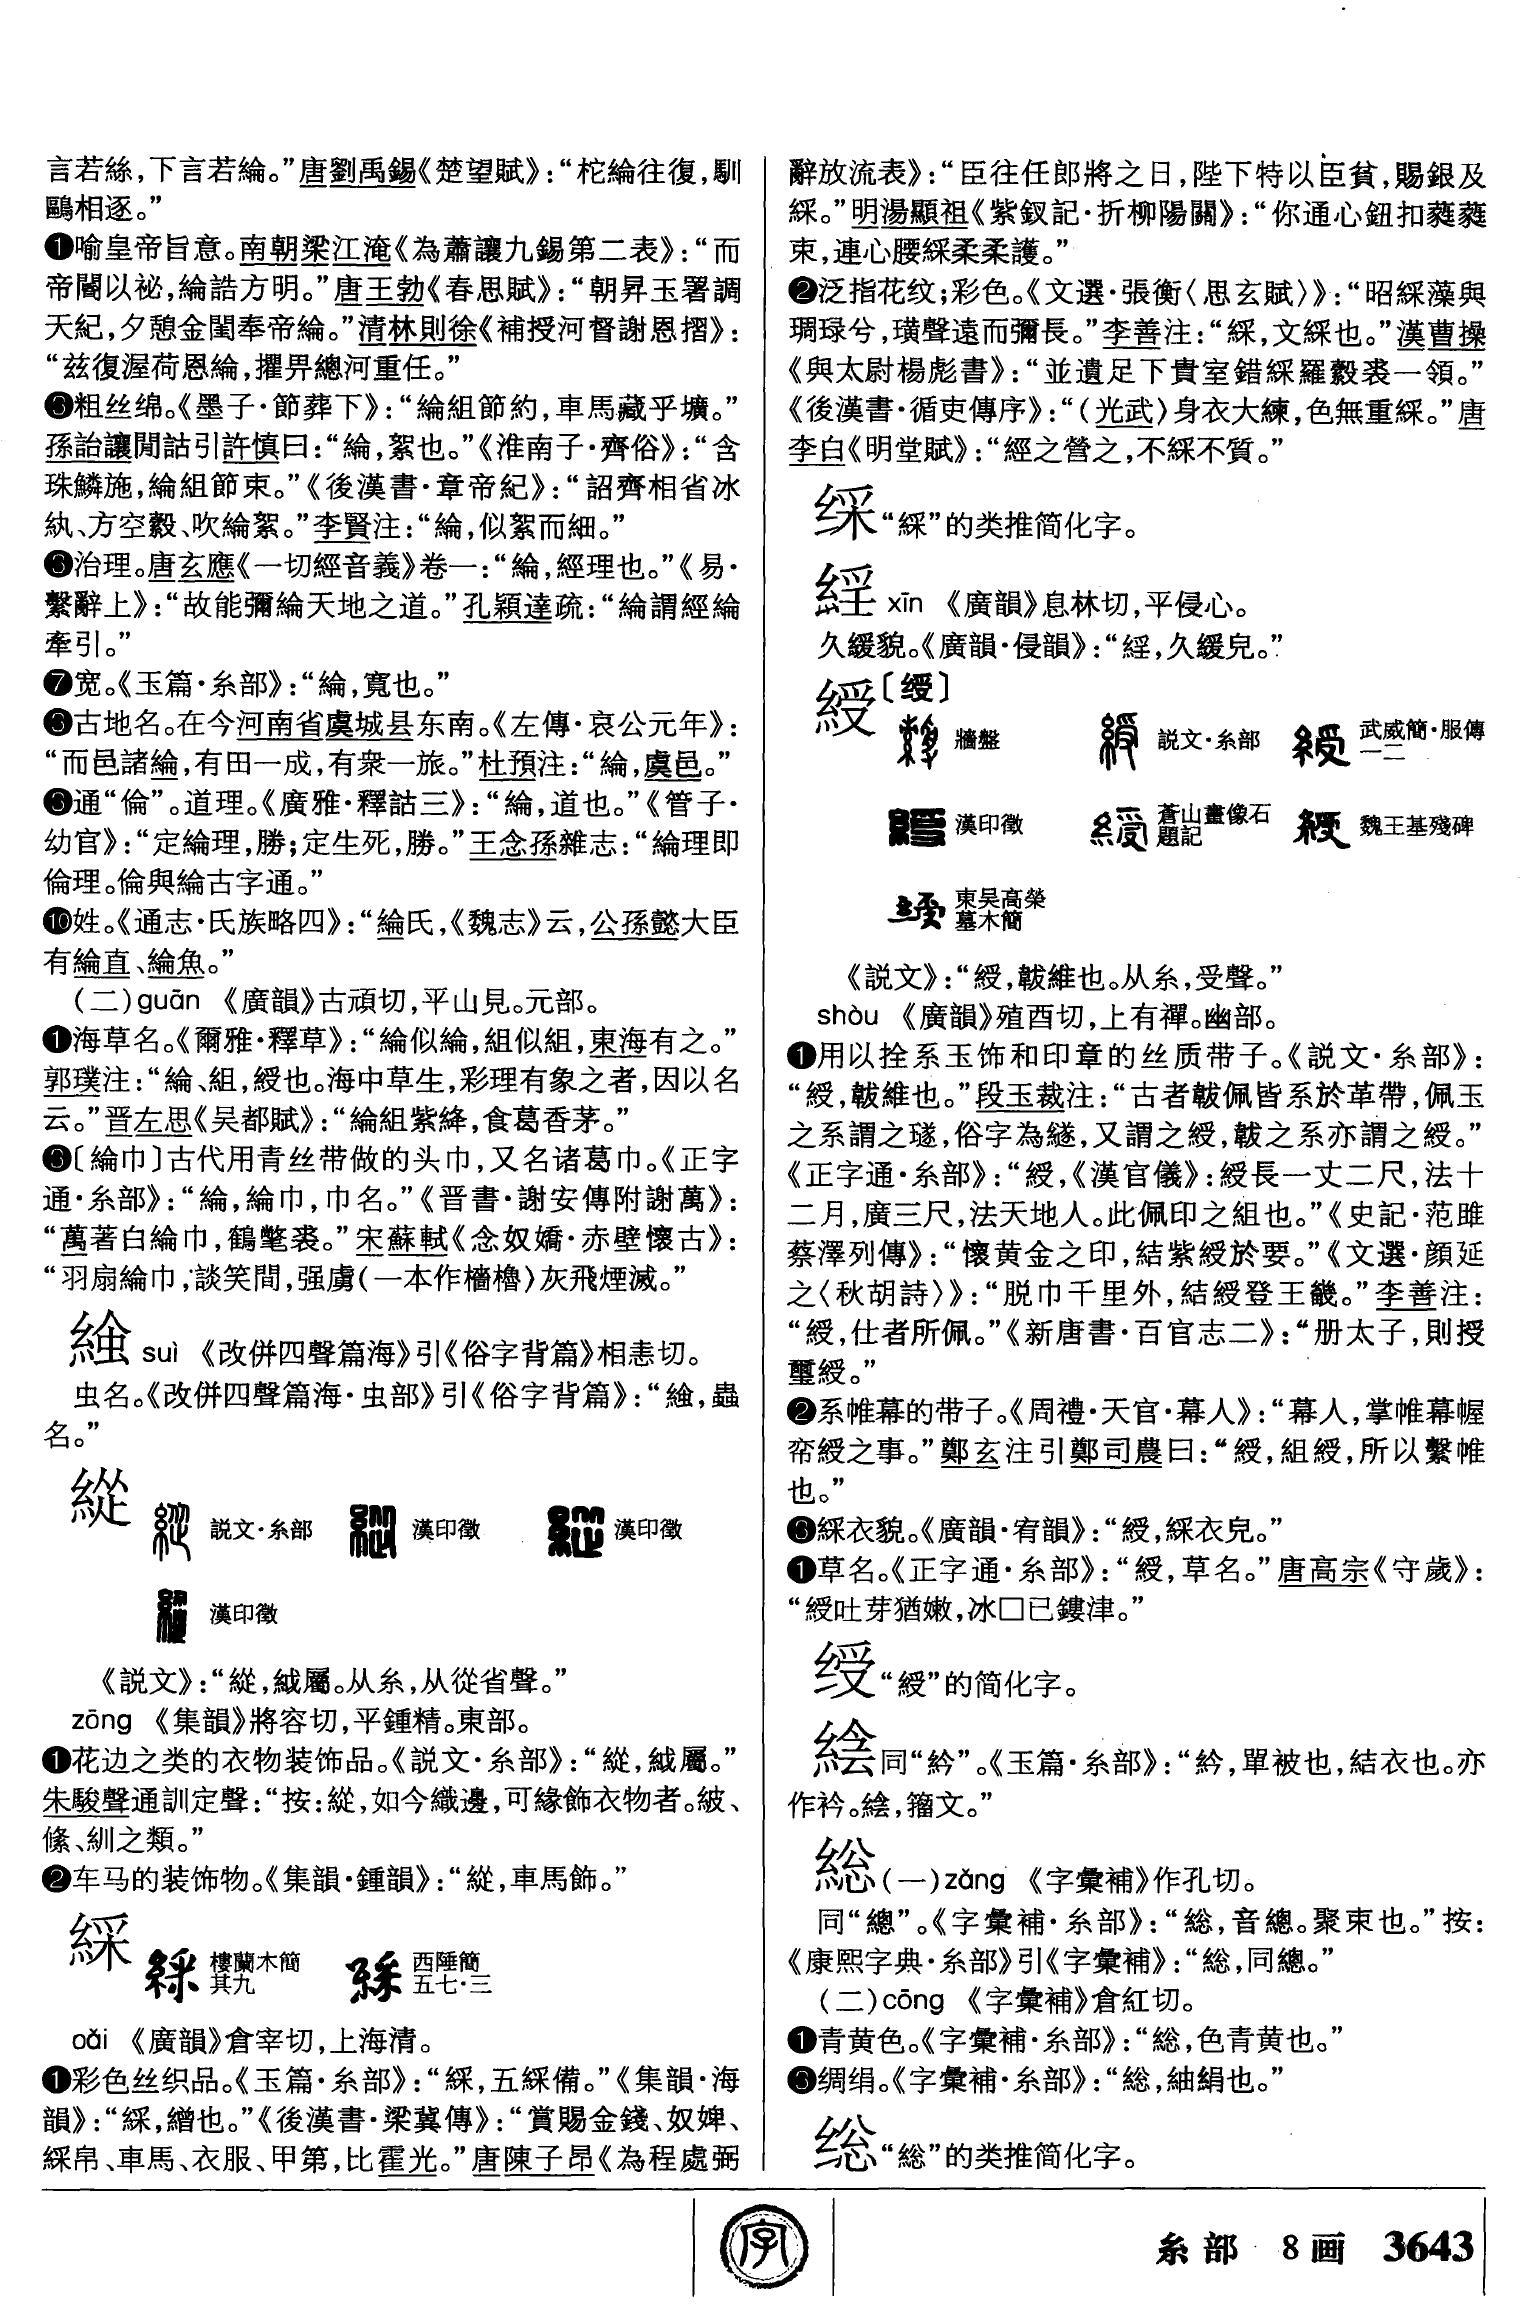 言若絲，下言若綸。”唐劉禹錫《楚望賦》：“柁綸往復，馴
鷗相逐。”
❹喻皇帝旨意。南朝梁江淹《為蕭讓九錫第二表》：“而
帝閽以祕，綸誥方明。”唐王勃《春思賦》：“朝昇玉署調
天紀，夕憩金閨奉帝綸。”清林則徐《補授河督謝恩摺》：
“兹復渥荷恩綸，擢畀總河重任。”
❺粗丝绵。《墨子·節葬下》：“綸組節約，車馬藏乎壙。”
孫詒讓閒詁引許慎曰：“綸，絮也。”《淮南子·齊俗》：“含
珠鱗施，綸組節束。”《後漢書·章帝紀》：“詔齊相省冰
紈、方空縠、吹綸絮。”李賢注：“綸，似絮而細。”
❻治理。唐玄應《一切經音義》卷一：“綸，經理也。”《易·
繫辭上》：“故能彌綸天地之道。”孔穎達疏：“綸謂經綸
牽引。”
❼宽。《玉篇·糸部》：“綸，寬也。”
❽古地名。在今河南省虞城县东南。《左傳·哀公元年》：
“而邑諸綸，有田一成，有衆一旅。”杜預注：“綸，虞邑。”
❾通“倫”。道理。《廣雅·釋詁三》：“綸，道也。”《管子·
幼官》：“定綸理，勝；定生死，勝。”王念孫雜志：“綸理即
倫理。倫與綸古字通。”
❿姓。《通志·氏族略四》：“綸氏，《魏志》云，公孫懿大臣
有綸直、綸魚。”
（二）guān　《廣韻》古頑切，平山見。元部。
❶海草名。《爾雅·釋草》：“綸似綸，組似組，東海有之。”
郭璞注：“綸、組，綬也。海中草生，彩理有象之者，因以名
云。”晋左思《吴都賦》：“綸組紫絳，食葛香茅。”
❷〔綸巾〕古代用青丝带做的头巾，又名诸葛巾。《正字
通·糸部》：“綸，綸巾，巾名。”《晋書·謝安傳附謝萬》：
“萬著白綸巾，鶴氅裘。”宋蘇軾《念奴嬌·赤壁懷古》：
“羽扇綸巾，談笑間，强虜（一本作檣櫓）灰飛煙滅。”
suì　《改併四聲篇海》引《俗字背篇》相恚切。
虫名。《改併四聲篇海·虫部》引《俗字背篇》：“蟲
名。”
縱
説文·糸部　漢印徵　漢印徵
漢印徵
《説文》：“縱，絨屬。从糸，从從省聲。”
zōng　《集韻》將容切，平鍾精。東部。
❶花边之类的衣物装饰品。《説文·糸部》：“縱，絨屬。”
朱駿聲通訓定聲：“按：縱，如今織邊，可緣飾衣物者。紴、
絛、紃之類。”
❷车马的装饰物。《集韻·鍾韻》：“縱，車馬飾。”
綵
樓蘭木簡其九　西陲簡五七·三
cǎi　《廣韻》倉宰切，上海清。
❶彩色丝织品。《玉篇·糸部》：“綵，五綵備。”《集韻·海
韻》：“綵，繒也。”《後漢書·梁冀傳》：“賞賜金錢、奴婢、
綵帛、車馬、衣服、甲第，比霍光。”唐陳子昂《為程處弼
辭放流表》：“臣往任郎將之日，陛下特以臣貧，賜銀及
綵。”明湯顯祖《紫釵記·折柳陽關》：“你通心鈕扣蕤蕤
束，連心腰綵柔柔護。”
❷泛指花纹；彩色。《文選·張衡〈思玄賦〉》：“昭綵藻與
琱琭兮，璜聲遠而彌長。”李善注：“綵，文綵也。”漢曹操
《與太尉楊彪書》：“並遺足下貴室錯綵羅縠裘一領。”
《後漢書·循吏傳序》：“（光武）身衣大練，色無重綵。”唐
李白《明堂賦》：“經之營之，不綵不質。”
“綵”的类推简化字。
綅 xīn　《廣韻》息林切，平侵心。
久緩貌。《廣韻·侵韻》：“久緩皃。”
綬〔绶〕
牆盤　説文·糸部　武威簡·服傳一二
漢印徵　蒼山畫像石題記　魏王基殘碑
東吴高榮墓木簡
《説文》：“綬，韍維也。从糸，受聲。”
shòu　《廣韻》殖酉切，上有禪。幽部。
❶用以拴系玉饰和印章的丝质带子。《説文·糸部》：
“綬，韍維也。”段玉裁注：“古者韍佩皆系於革帶，佩玉
之系謂之璲，俗字為繸，又謂之綬，韍之系亦謂之綬。”
《正字通·糸部》：“綬，《漢官儀》：綬長一丈二尺，法十
二月，廣三尺，法天地人。此佩印之組也。”《史記·范雎
蔡澤列傳》：“懷黄金之印，結紫綬於要。”《文選·顔延
之〈秋胡詩〉》：“脱巾千里外，結綬登王畿。”李善注：
“綬，仕者所佩。”《新唐書·百官志二》：“册太子，則授
璽綬。”
❷系帷幕的带子。《周禮·天官·幕人》：“幕人，掌帷幕幄
帟綬之事。”鄭玄注引鄭司農曰：“綬，組綬，所以繫帷
也。”
❸綵衣貌。《廣韻·宥韻》：“綬，綵衣皃。”
❹草名。《正字通·糸部》：“綬，草名。”唐高宗《守歲》：
“綬吐芽猶嫩，冰□已鏤津。”
绶“綬”的简化字。
絵同“紟”。《玉篇·糸部》：“紟，單被也，結衣也。亦
作衿。絵，籀文。”
総（一）zǒng　《字彙補》作孔切。
同“總”。《字彙補·糸部》：“総，音總。聚束也。”按：
《康熙字典·糸部》引《字彙補》：“総，同總。”
（二）cōng　《字彙補》倉紅切。
❶青黄色。《字彙補·糸部》：“総，色青黄也。”
❷绸绢。《字彙補·糸部》：“総，紬絹也。”
“総”的类推简化字。
字
糸部　8画　3643